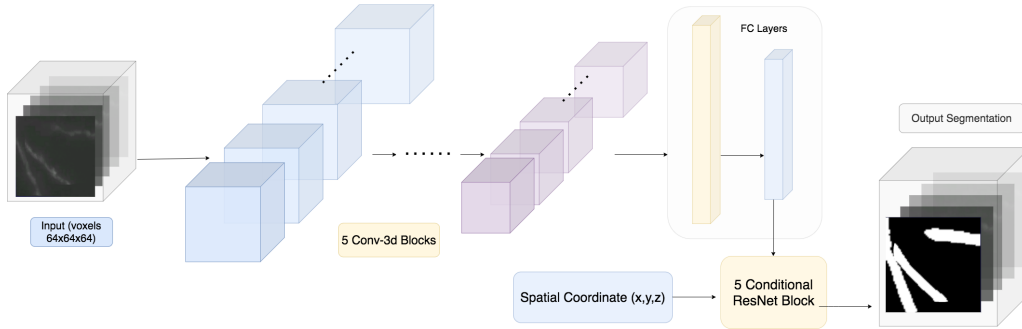 FC Layers
Output Segmentation
Input (voxels
64x64x64)
5 Conv-3d Blocks
Spatial Coordinate (x,y,z)
5 Conditional
ResNet Block